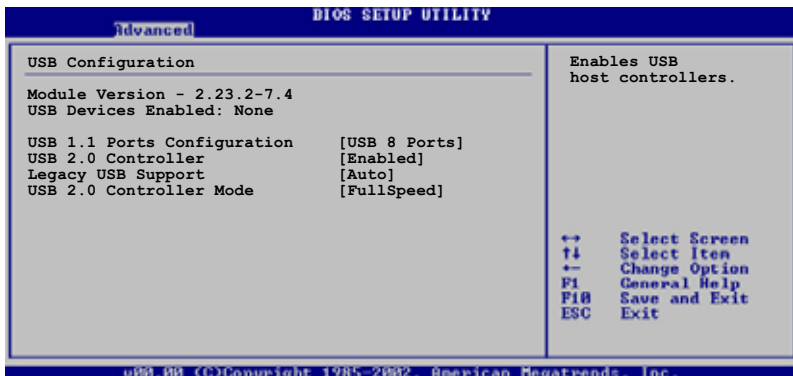 BIOS SETUP UTILITY
Advanced
USB Configuration
Module Version - 2.23.2-7.4
USB Devices Enabled: None
USB 1.1 Ports Configuration [USB 8 Ports]
USB 2.0 Controller [Enabled]
Legacy USB Support [Auto]
USB 2.0 Controller Mode [FullSpeed]
Enables USB
host controllers.
↔ Select Screen
↑↓ Select Item
+- Change Option
F1 General Help
F10 Save and Exit
ESC Exit
v00.00 (C)Copyright 1985-2002, American Megatrends, Inc.